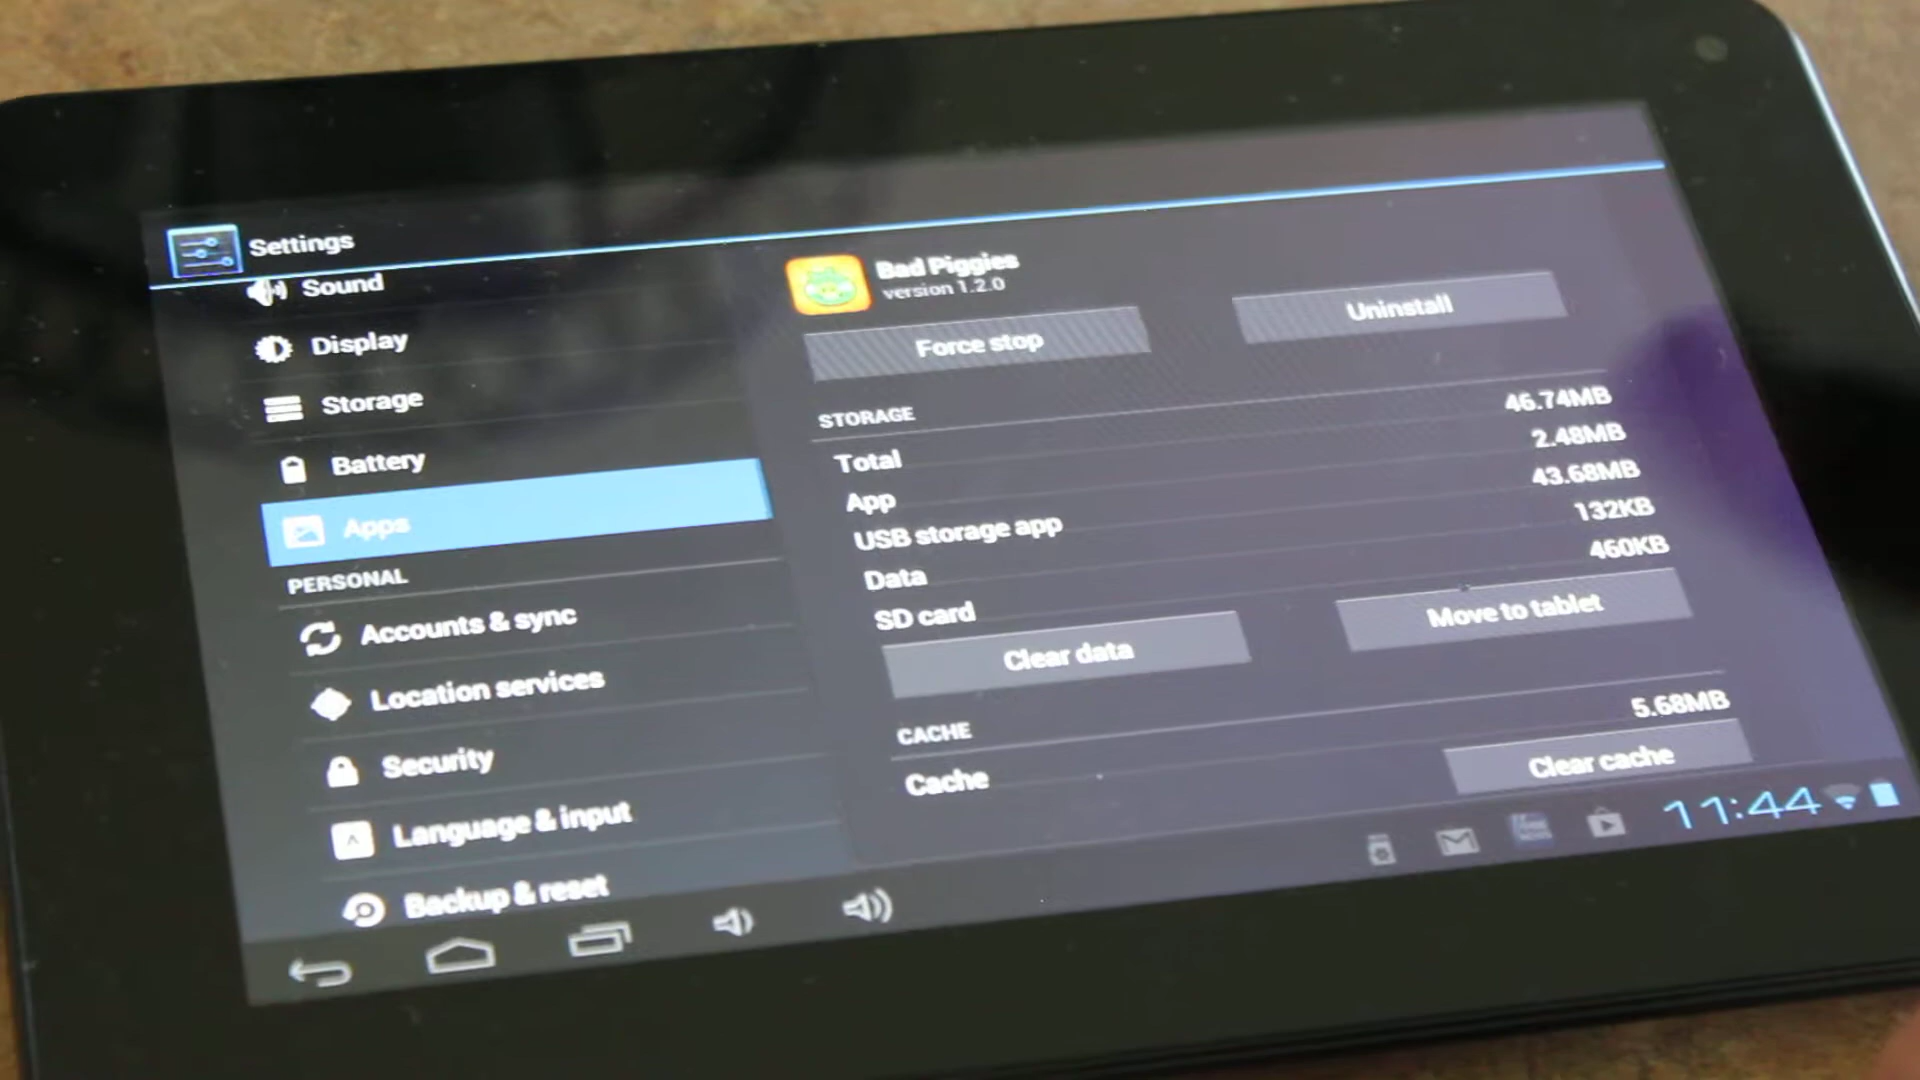 Settings
Sound
Display
Storage
Battery
Apps
PERSONAL
Accounts & sync
Location services
Security
Language & input
Backup & reset
Bad Piggies
version 1.2.0
Force stop
Uninstall
STORAGE
Total 46.74MB
App 2.48MB
USB storage app 43.68MB
Data 132KB
SD card 460KB
Clear data
Move to tablet
CACHE
Cache 5.68MB
Clear cache
11:44